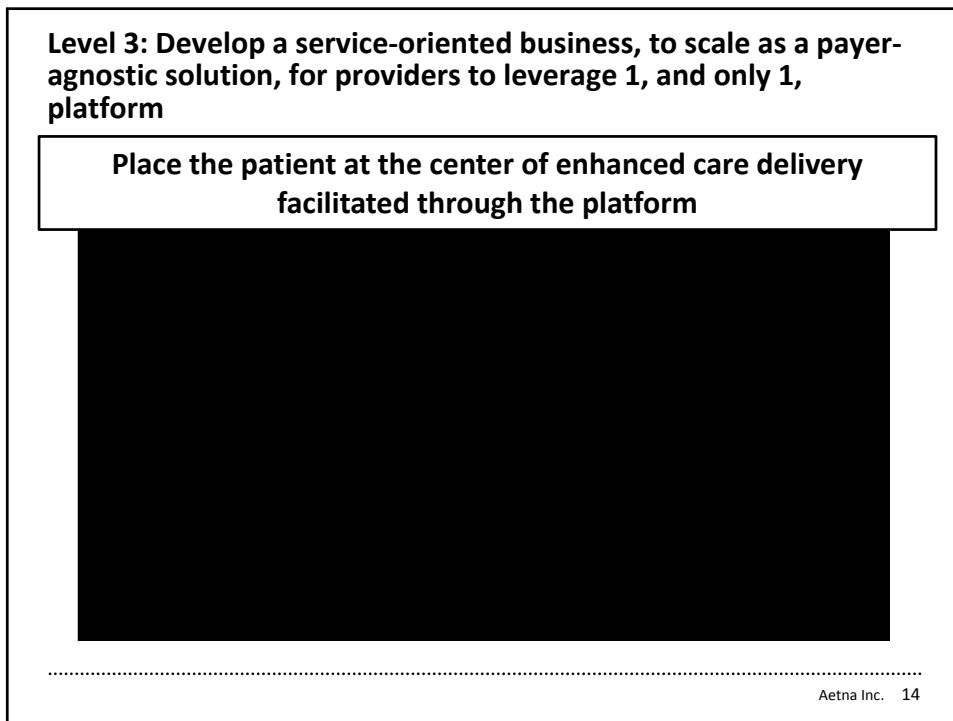 Level 3: Develop a service-oriented business, to scale as a payer-
agnostic solution, for providers to leverage 1, and only 1,
platform
Place the patient at the center of enhanced care delivery
facilitated through the platform
Aetna Inc. 14